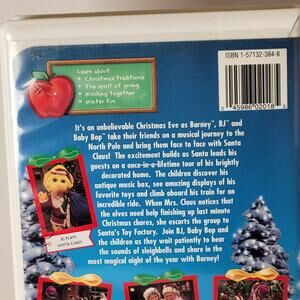 Learn about:
• Christmas traditions
• The spirit of giving
• Working together
• Winter fun
ISBN 1-57132-384-8
0 45986 02018
It's an unbelievable Christmas Eve as Barney, BJ and
Baby Bop take their friends on a musical journey to the
North Pole and bring them face to face with
Santa Claus! The excitement builds as Santa leads his
guests on a once-in-a-lifetime tour of his brightly
decorated home. The children discover his
antique music box, see amazing displays of his
favorite toys and climb aboard his train for an
incredible ride. When Mrs. Claus notices that
the elves need help finishing up last minute
Christmas chores, she escorts the group to
Santa's Toy Factory. Join BJ, Baby Bop and
the children as they wait patiently to hear
the sounds of sleighbells and share in the
most magical night of the year with Barney!
BJ PLAYS
SANTA CLAUS